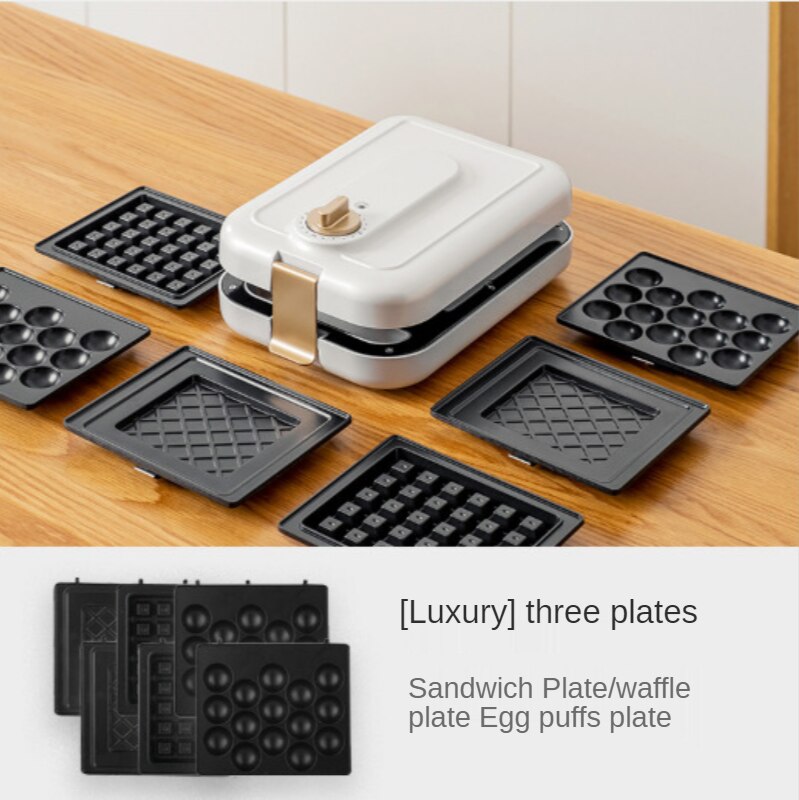 [Luxury] three plates
Sandwich Plate/waffle
plate Egg puffs plate